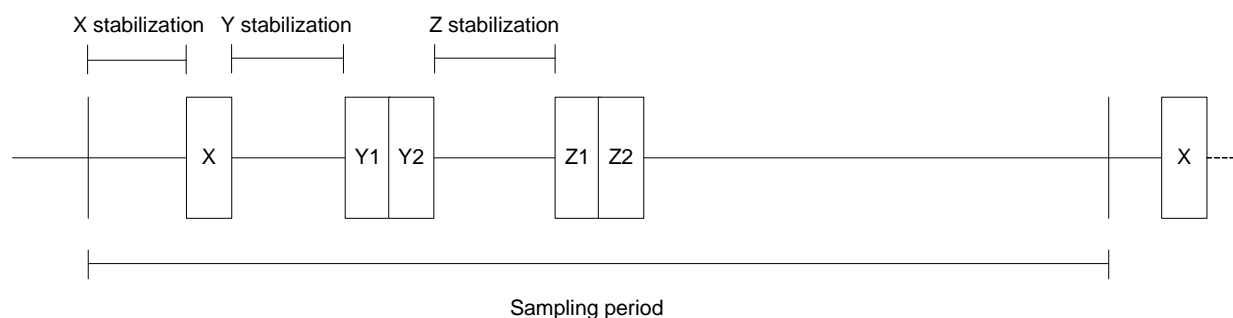 X stabilization Y stabilization Z stabilization
X Y1 Y2 Z1 Z2 X
Sampling period